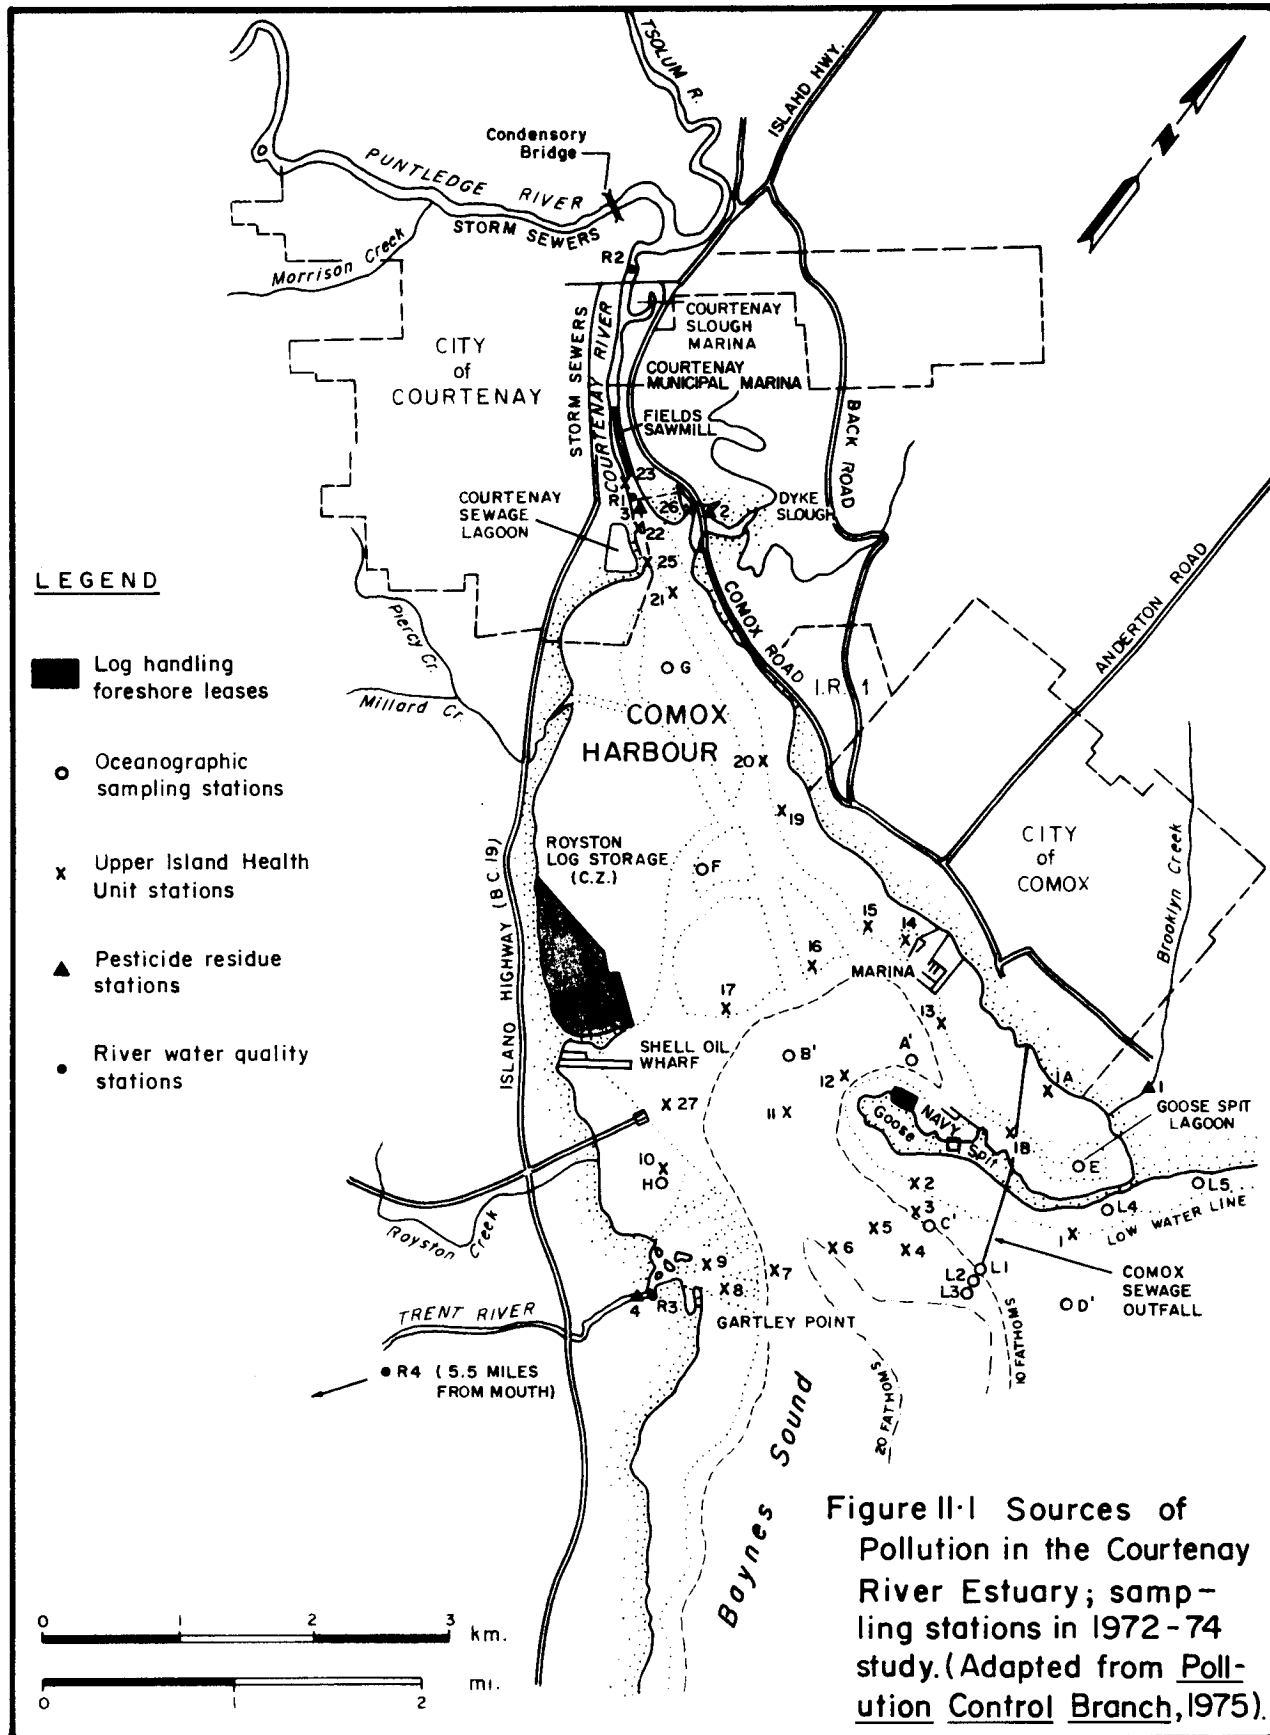 TSOLUM R.
ISLAND HWY.
Condensory
Bridge
PUNTLEDGE RIVER
STORM SEWERS
Morrison Creek
R2
N
COURTENAY
SLOUGH
MARINA
CITY
of
COURTENAY
STORM SEWERS
COURTENAY RIVER
COURTENAY
MUNICIPAL MARINA
FIELDS
SAWMILL
BACK ROAD
23
R1
3
26
2
DYKE
SLOUGH
COURTENAY
SEWAGE
LAGOON
22
25
21
LEGEND
Log handling
foreshore leases
Oceanographic
sampling stations
Upper Island Health
Unit stations
Pesticide residue
stations
River water quality
stations
Piercy Cr.
Millard Cr.
COMOX ROAD
I.R. 1
ANDERTON ROAD
G
COMOX
HARBOUR
20
19
ROYSTON
LOG STORAGE
(C.Z.)
F
CITY
of
COMOX
Brooklyn Creek
ISLAND HIGHWAY (B.C.19)
15
14
16
MARINA
17
13
SHELL OIL
WHARF
B'
A'
12
1A
1
GOOSE SPIT
LAGOON
27
11
NAVY
Goose Spit
1B
E
10
H
2
L5
L4
3
C'
5
1
LOW WATER LINE
Royston Creek
6
4
9
7
L1
L2
L3
8
COMOX
SEWAGE
OUTFALL
D'
TRENT RIVER
4
R3
GARTLEY POINT
10 FATHOMS
20 FATHOMS
R4 (5.5 MILES
FROM MOUTH)
Baynes Sound
0 1 2 3 km.
mi.
0 1 2
Figure II·I Sources of
Pollution in the Courtenay
River Estuary; samp-
ling stations in 1972-74
study. (Adapted from Poll-
ution Control Branch, 1975).